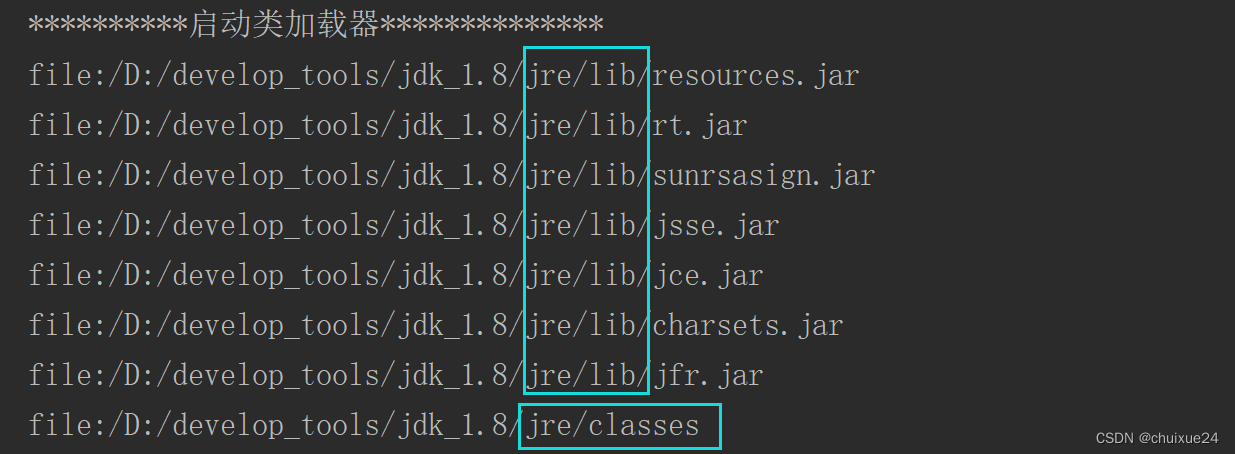 **********启动类加载器**************
file:/D:/develop_tools/jdk_1.8/jre/lib/resources.jar
file:/D:/develop_tools/jdk_1.8/jre/lib/rt.jar
file:/D:/develop_tools/jdk_1.8/jre/lib/sunrsasign.jar
file:/D:/develop_tools/jdk_1.8/jre/lib/jsse.jar
file:/D:/develop_tools/jdk_1.8/jre/lib/jce.jar
file:/D:/develop_tools/jdk_1.8/jre/lib/charsets.jar
file:/D:/develop_tools/jdk_1.8/jre/lib/jfr.jar
file:/D:/develop_tools/jdk_1.8/jre/classes
CSDN @chuixue24